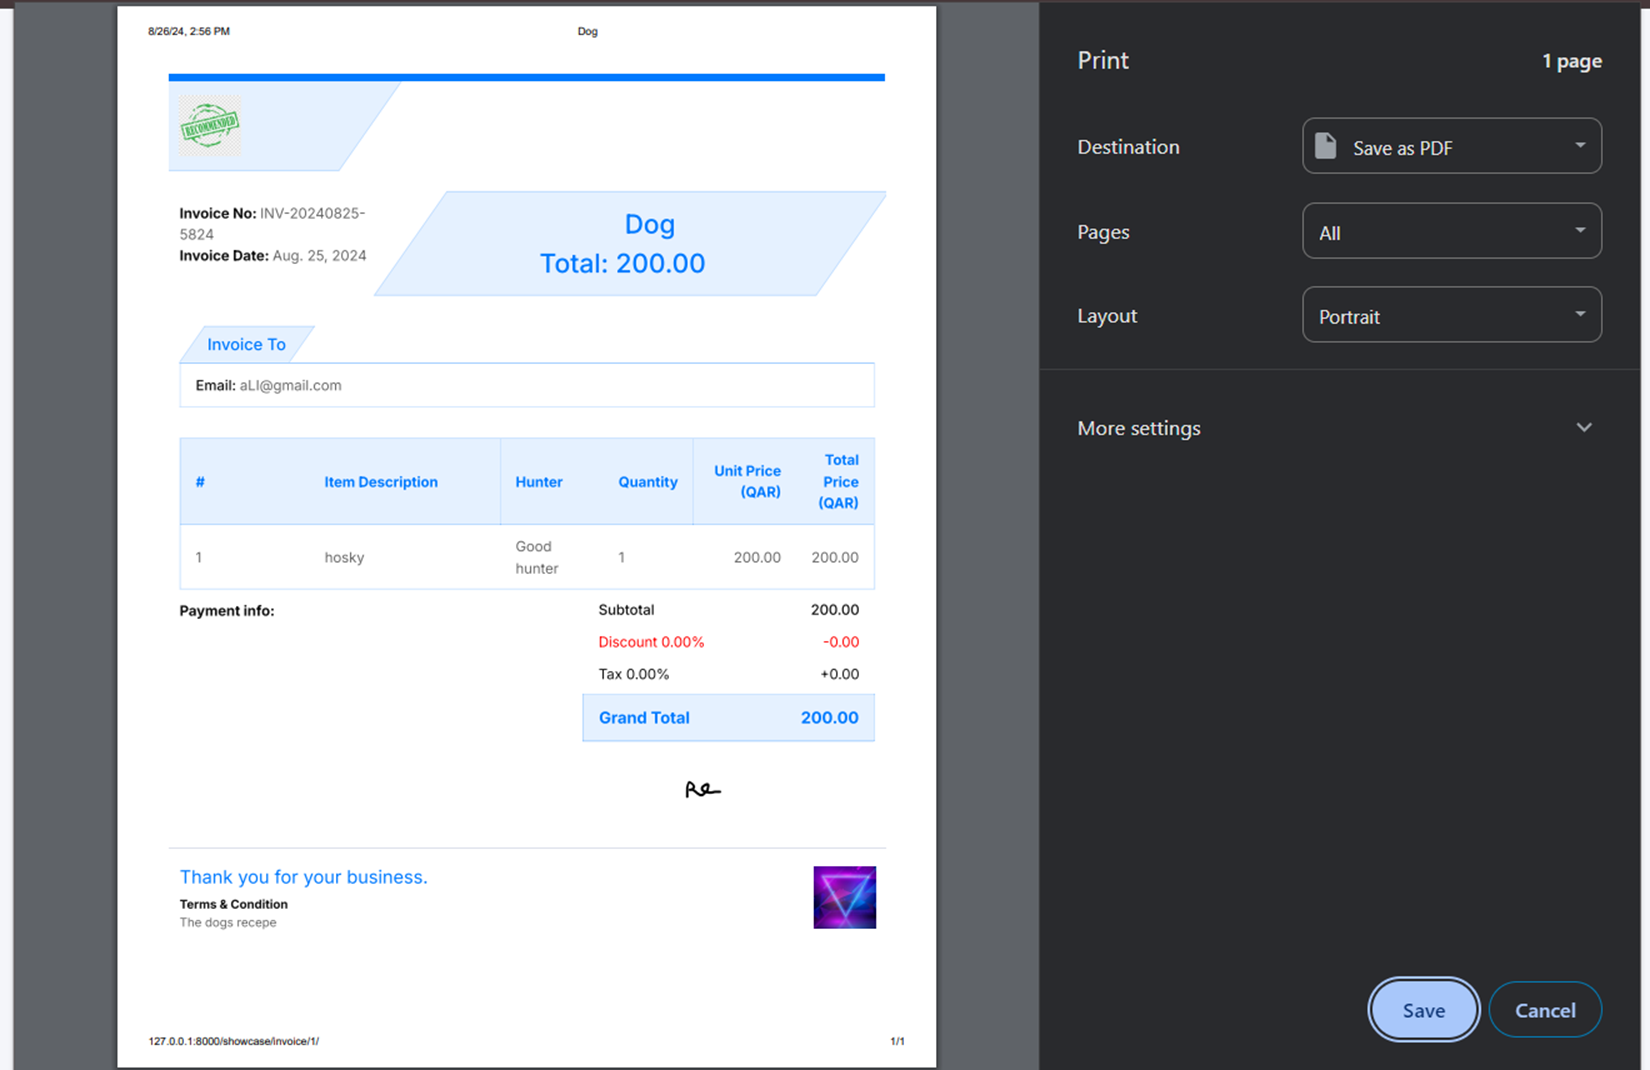 8/26/24, 2:56 PM Dog
RECOMMENDED
Invoice No: INV-20240825-
5824
Invoice Date: Aug. 25, 2024
Dog
Total: 200.00
Invoice To
Email: aLI@gmail.com
# Item Description Hunter Quantity Unit Price (QAR) Total Price (QAR)
1 hosky Good hunter 1 200.00 200.00
Payment info:
Subtotal 200.00
Discount 0.00% -0.00
Tax 0.00% +0.00
Grand Total 200.00
Thank you for your business.
Terms & Condition
The dogs recepe
127.0.0.1:8000/showcase/invoice/1/ 1/1
Print 1 page
Destination Save as PDF
Pages All
Layout Portrait
More settings
Save Cancel